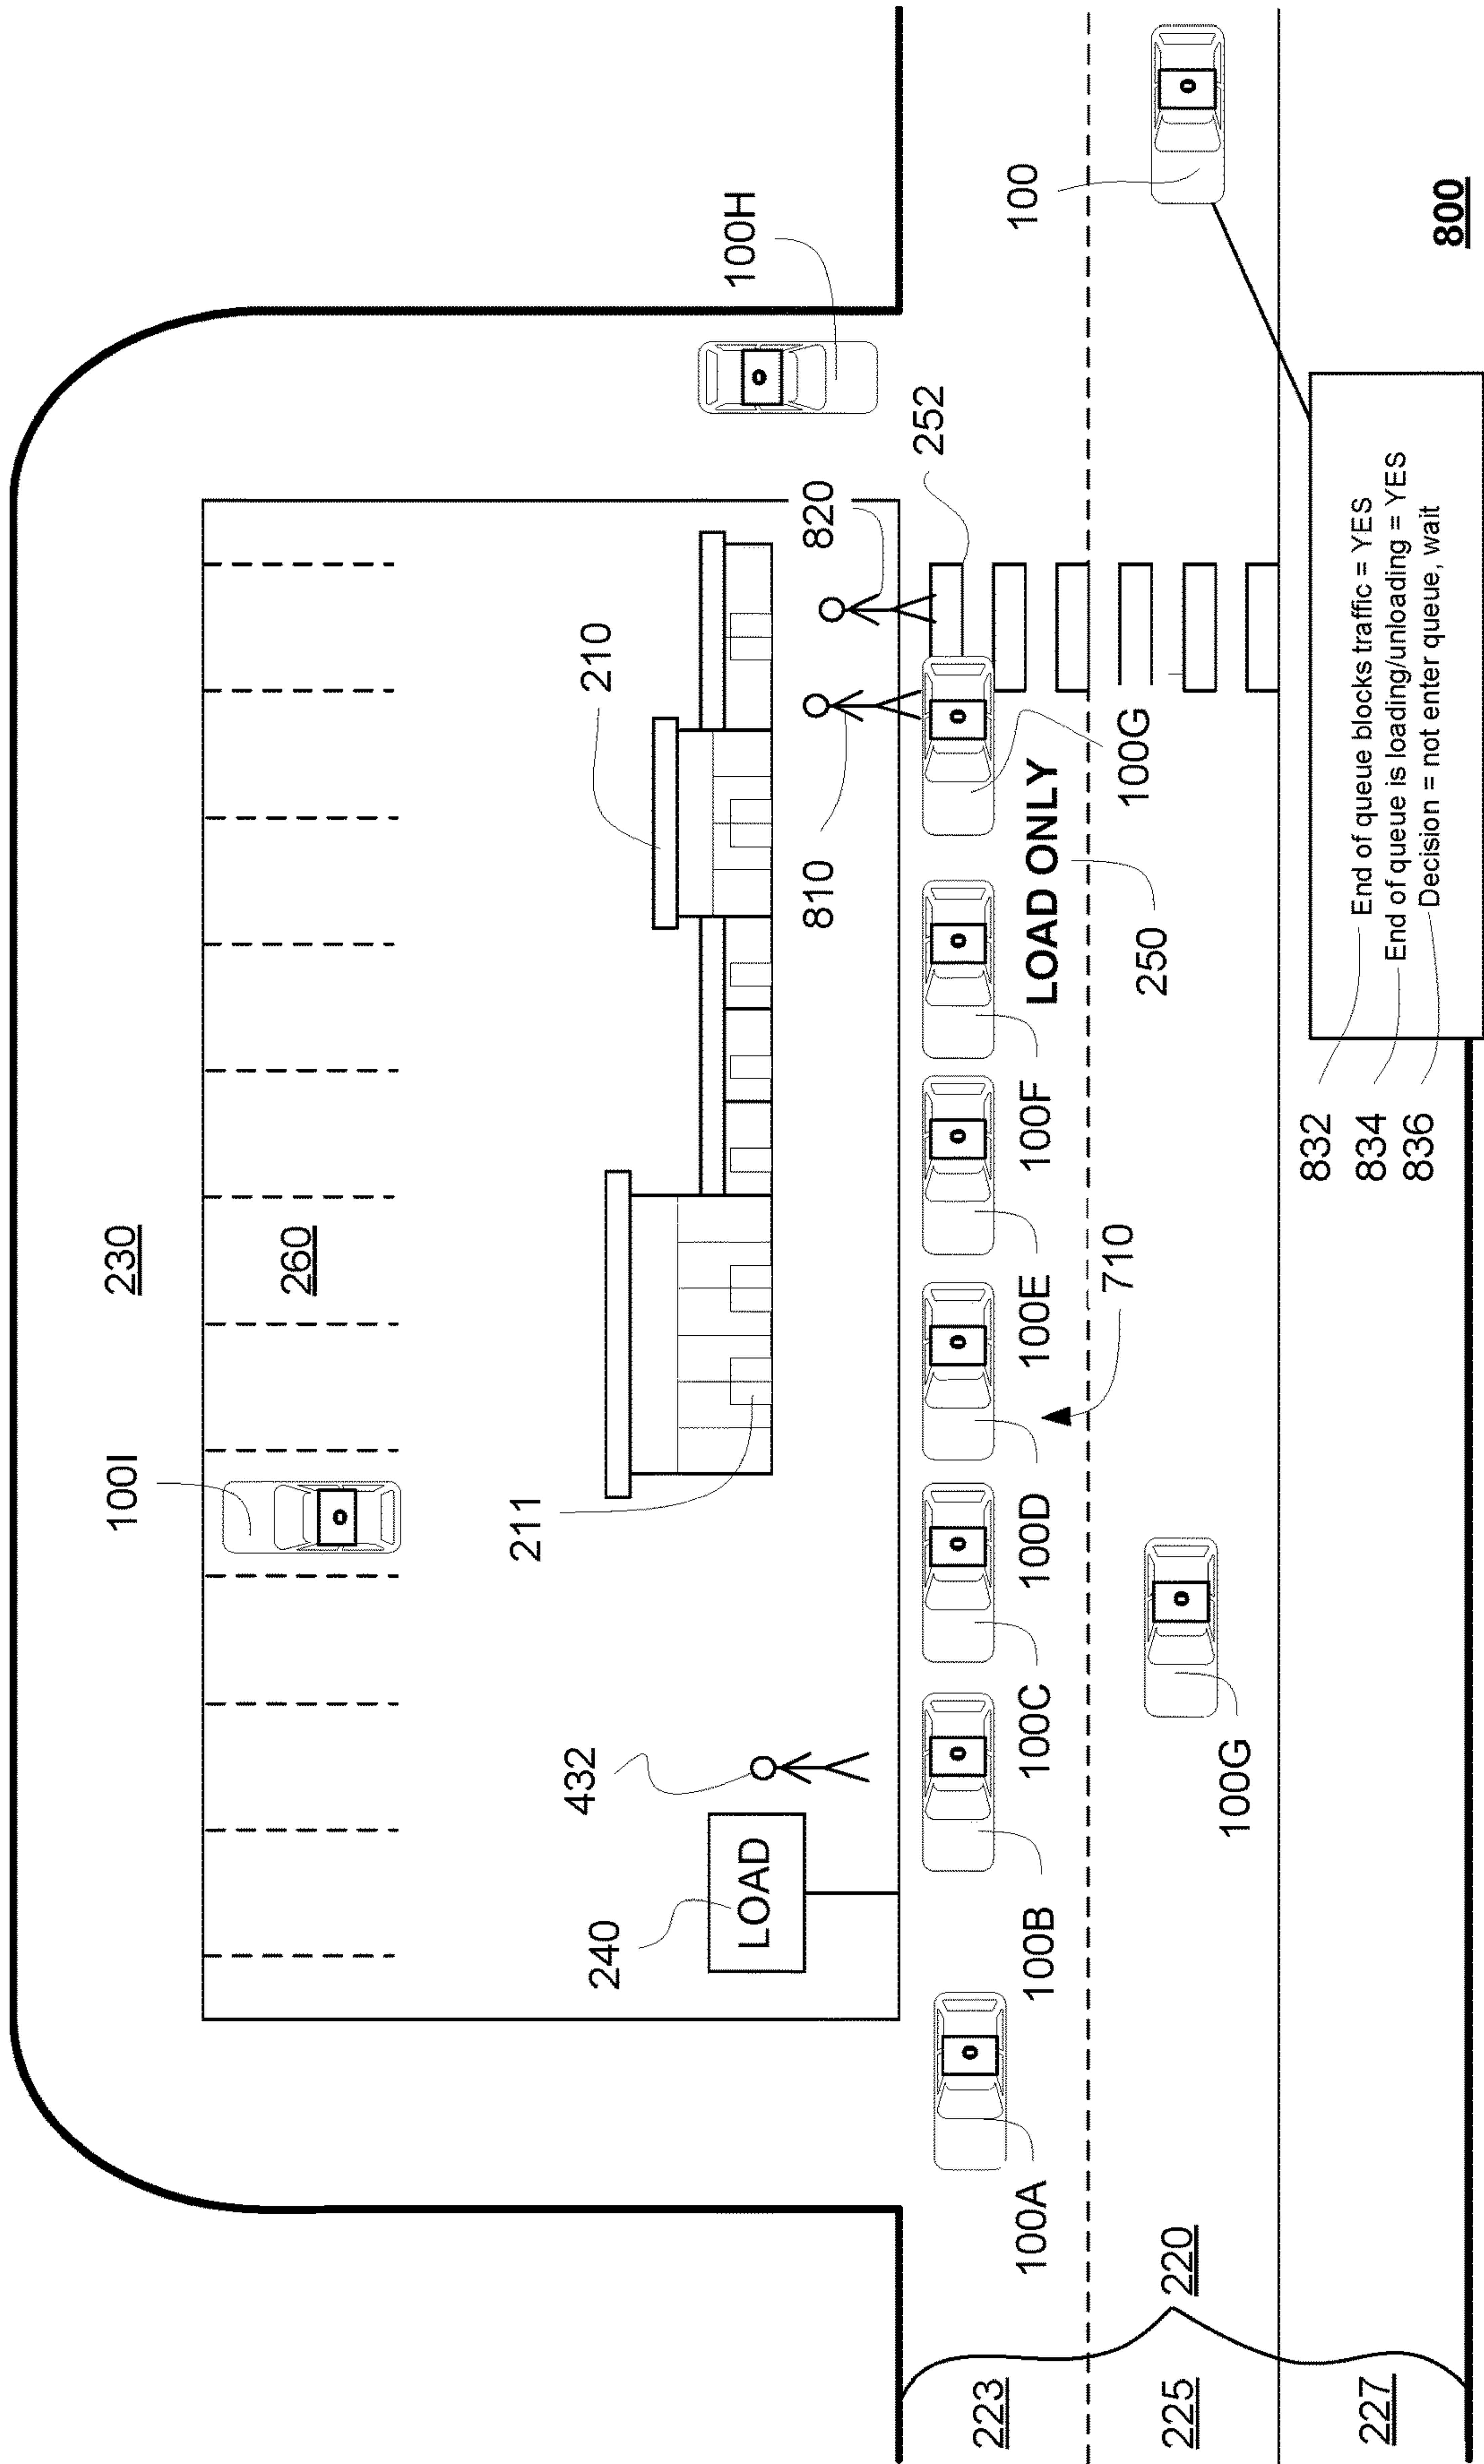 230
260
100I
100H
210
211
820
810
252
432
LOAD
240
LOAD ONLY
250
100G
100F
100E
710
100D
100C
100B
100A
100G
100
220
223
225
227
832
End of queue blocks traffic = YES
834
End of queue is loading/unloading = YES
836
Decision = not enter queue, wait
800